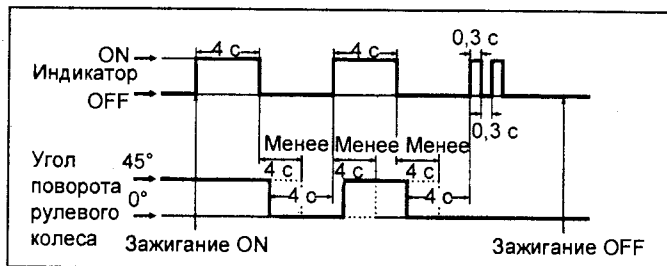 ON
4 с
4 с
0,3 с
Индикатор
OFF
0,3 с
Менее Менее Менее
Угол 45°
4 с 4 с 4 с
поворота
4 с 4 с
рулевого 0°
колеса
Зажигание ON
Зажигание OFF